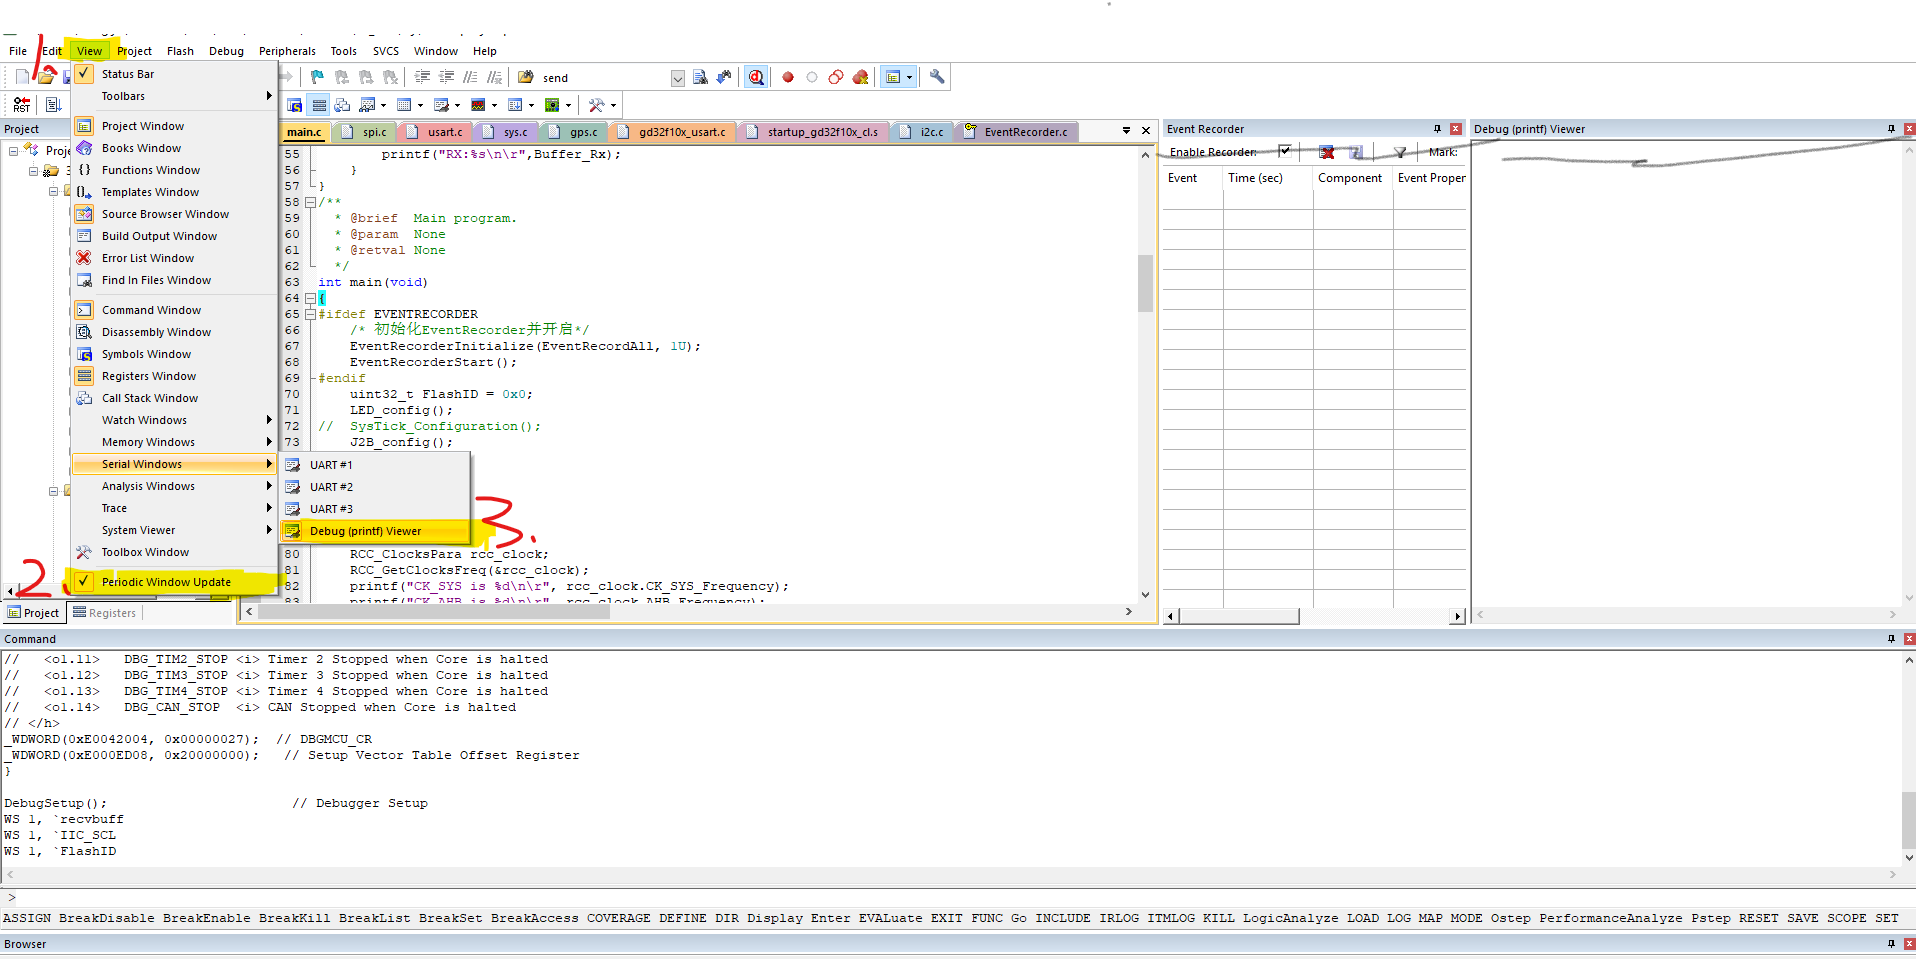 File Edit View Project Flash Debug Peripherals Tools SVCS Window Help
1.
send
RST
Project
Status Bar
Toolbars
Project Window
Books Window
Functions Window
Templates Window
Source Browser Window
Build Output Window
Error List Window
Find In Files Window
Command Window
Disassembly Window
Symbols Window
Registers Window
Call Stack Window
Watch Windows
Memory Windows
Serial Windows
Analysis Windows
Trace
System Viewer
Toolbox Window
Periodic Window Update
2.
UART #1
UART #2
UART #3
Debug (printf) Viewer
3.
Project Registers
main.c spi.c usart.c sys.c gps.c gd32f10x_usart.c startup_gd32f10x_cl.s i2c.c EventRecorder.c
55 printf("RX:%s\n\r",Buffer_Rx);
56 }
57 }
58 /**
59 * @brief Main program.
60 * @param None
61 * @retval None
62 */
63 int main(void)
64 {
65 #ifdef EVENTRECORDER
66 /* 初始化EventRecorder并开启*/
67 EventRecorderInitialize(EventRecordAll, 1U);
68 EventRecorderStart();
69 #endif
70 uint32_t FlashID = 0x0;
71 LED_config();
72 // SysTick_Configuration();
73 J2B_config();
80 RCC_ClocksPara rcc_clock;
81 RCC_GetClocksFreq(&rcc_clock);
82 printf("CK_SYS is %d\n\r", rcc_clock.CK_SYS_Frequency);
83 printf("CK_AHB is %d\n\r", rcc_clock.AHB_Frequency);
Event Recorder
Enable Recorder: Mark:
Event Time (sec) Component Event Proper
Debug (printf) Viewer
Command
// <o1.11> DBG_TIM2_STOP <i> Timer 2 Stopped when Core is halted
// <o1.12> DBG_TIM3_STOP <i> Timer 3 Stopped when Core is halted
// <o1.13> DBG_TIM4_STOP <i> Timer 4 Stopped when Core is halted
// <o1.14> DBG_CAN_STOP <i> CAN Stopped when Core is halted
// </h>
_WDWORD(0xE0042004, 0x00000027); // DBGMCU_CR
_WDWORD(0xE000ED08, 0x20000000); // Setup Vector Table Offset Register
}
DebugSetup(); // Debugger Setup
WS 1, `recvbuff
WS 1, `IIC_SCL
WS 1, `FlashID
>
ASSIGN BreakDisable BreakEnable BreakKill BreakList BreakSet BreakAccess COVERAGE DEFINE DIR Display Enter EVALuate EXIT FUNC Go INCLUDE IRLOG ITMLOG KILL LogicAnalyze LOAD LOG MAP MODE Ostep PerformanceAnalyze Pstep RESET SAVE SCOPE SET
Browser